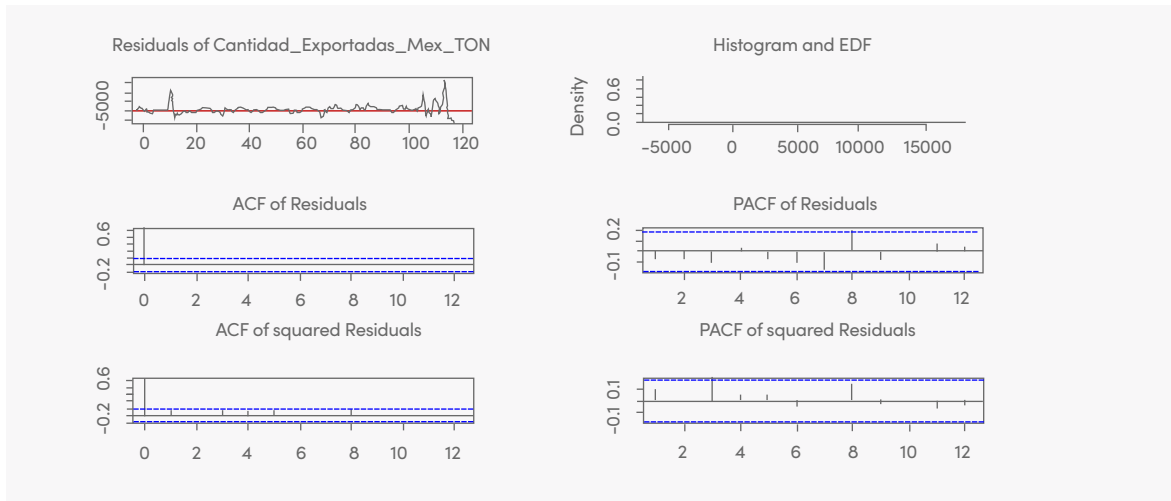 Residuals of Cantidad_Exportadas_Mex_TON
-5000
0 20 40 60 80 100 120
Histogram and EDF
Density
0.0 0.6
-5000 0 5000 10000 15000
ACF of Residuals
-0.2 0.6
0 2 4 6 8 10 12
PACF of Residuals
-0.1 0.2
2 4 6 8 10 12
ACF of squared Residuals
-0.2 0.6
0 2 4 6 8 10 12
PACF of squared Residuals
-0.1 0.1
2 4 6 8 10 12